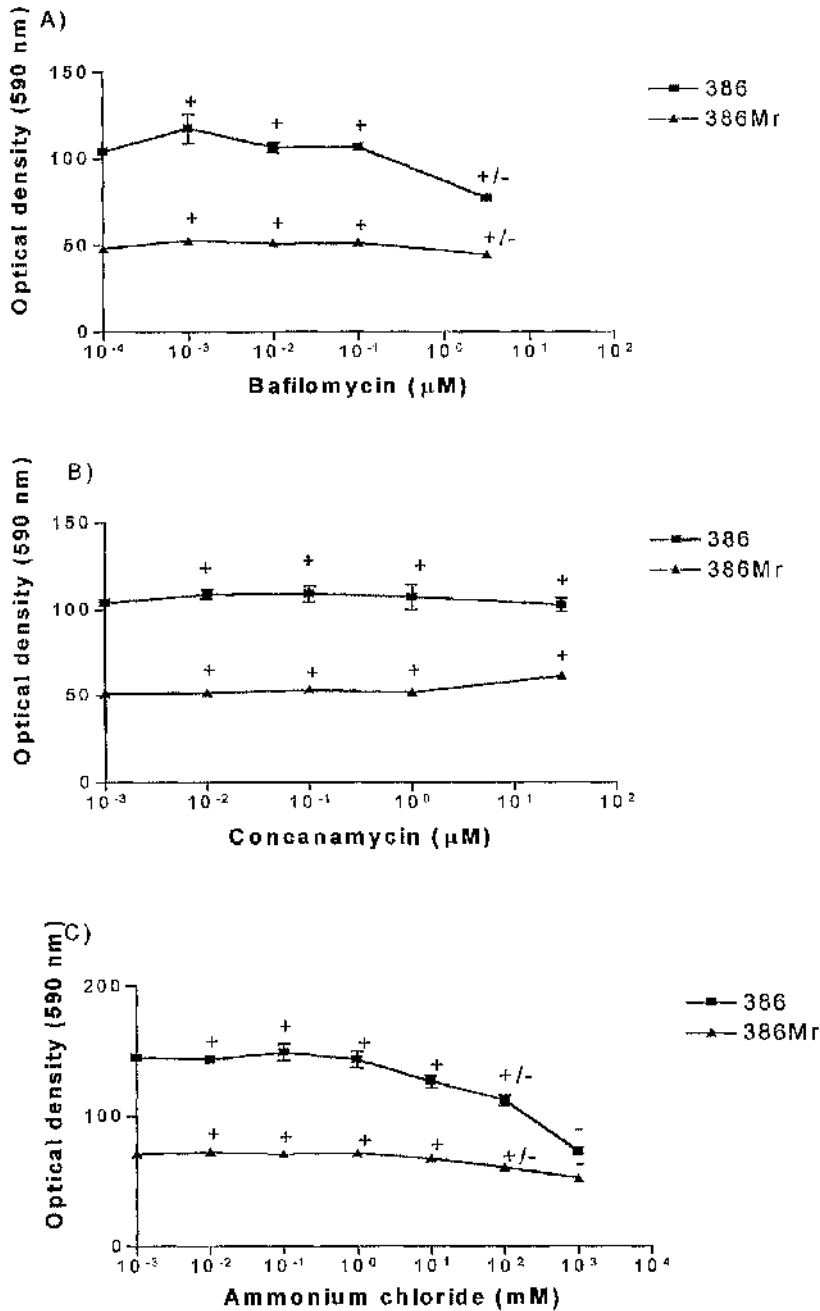 A)
Optical density (590 nm)
150
100
50
0
+ + + +/-
+ + + +/-
386
386Mr
10⁻⁴ 10⁻³ 10⁻² 10⁻¹ 10⁰ 10¹ 10²
Bafilomycin (µM)
B)
Optical density (590 nm)
150
100
50
0
+ + + +
+ + + +
386
386Mr
10⁻³ 10⁻² 10⁻¹ 10⁰ 10¹ 10²
Concanamycin (µM)
C)
Optical density (590 nm)
200
100
0
+ + + + +/- -
+ + + + +/- -
386
386Mr
10⁻³ 10⁻² 10⁻¹ 10⁰ 10¹ 10² 10³ 10⁴
Ammonium chloride (mM)